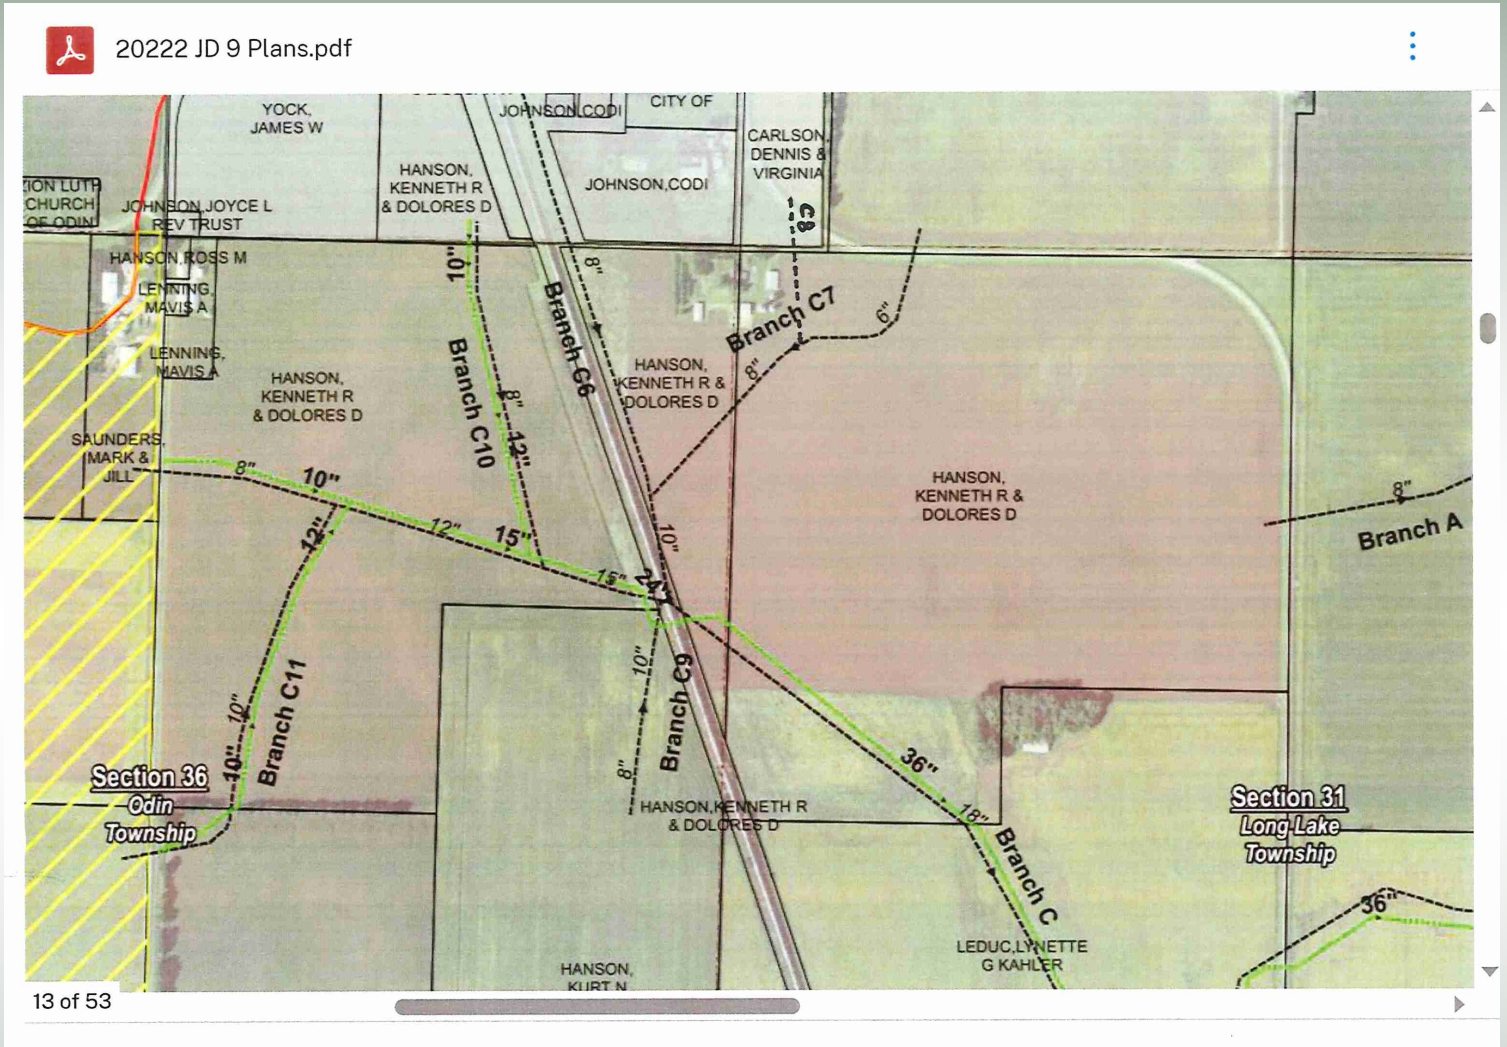 20222 JD 9 Plans.pdf
YOCK,
JAMES W
JOHNSON,CODI
CITY OF
CARLSON,
DENNIS &
VIRGINIA
HANSON,
KENNETH R
& DOLORES D
JOHNSON,CODI
ZION LUTH
CHURCH
OF ODIN
JOHNSON,JOYCE L
REV TRUST
C8
HANSON,ROSS M
LENNING,
MAVIS A
10"
8"
Branch C6
Branch C7
6"
8"
LENNING,
MAVIS A
HANSON,
KENNETH R
& DOLORES D
Branch C10
8"
12"
HANSON,
KENNETH R &
DOLORES D
SAUNDERS,
MARK &
JILL
8"
10"
12"
12"
15"
15"
24"
10"
HANSON,
KENNETH R &
DOLORES D
8"
Branch A
10"
10"
Branch C11
10"
8"
Branch C9
Section 36
Odin
Township
HANSON,KENNETH R
& DOLORES D
36"
18"
Branch C
Section 31
Long Lake
Township
36"
LEDUC,LYNETTE
G KAHLER
HANSON,
KURT N
13 of 53